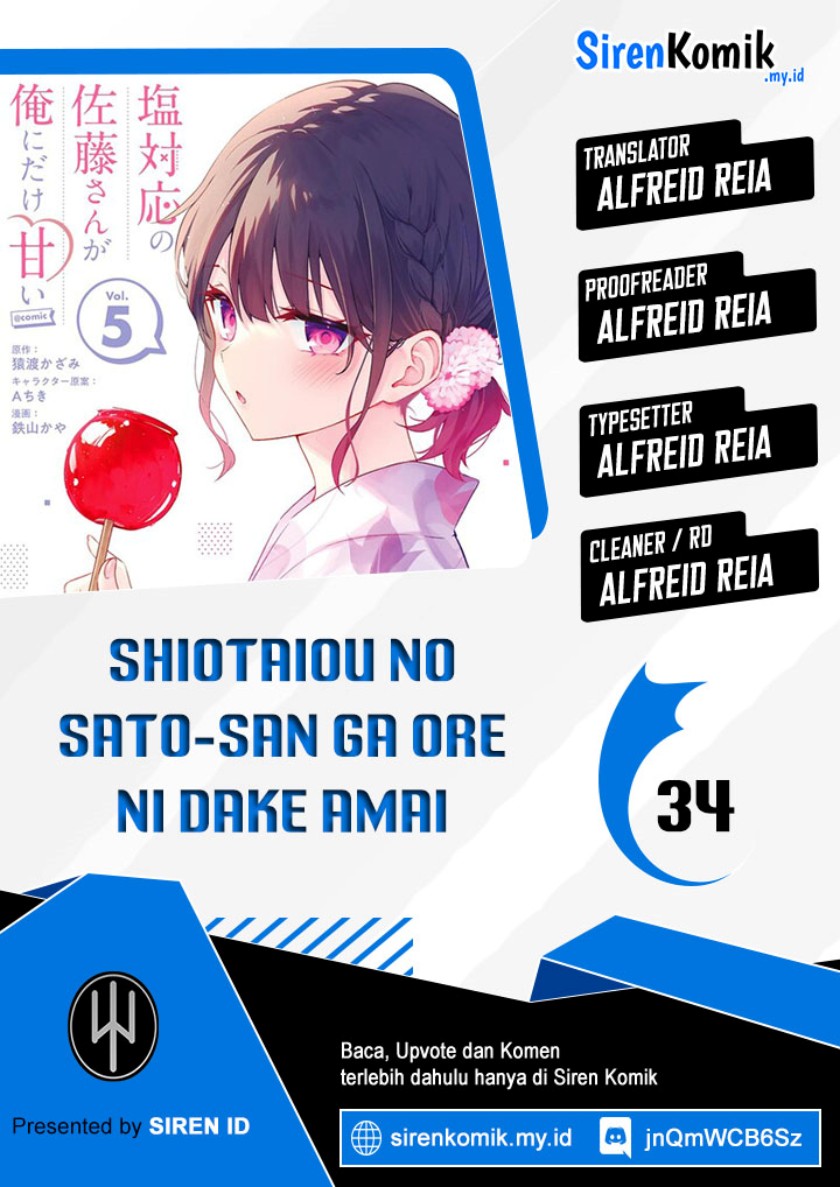 SirenKomik
.my.id
塩対応の
佐藤さんが
俺にだけ
甘い
@comic
Vol.
5
原作：
猿渡かざみ
キャラクター原案：
Aちき
漫画：
鉄山かや
TRANSLATOR
ALFREID REIA
PROOFREADER
ALFREID REIA
TYPESETTER
ALFREID REIA
CLEANER / RD
ALFREID REIA
SHIOTAIOU NO
SATO-SAN GA ORE
NI DAKE AMAI
34
Baca, Upvote dan Komen
terlebih dahulu hanya di Siren Komik
Presented by SIREN ID
sirenkomik.my.id
jnQmWCB6Sz